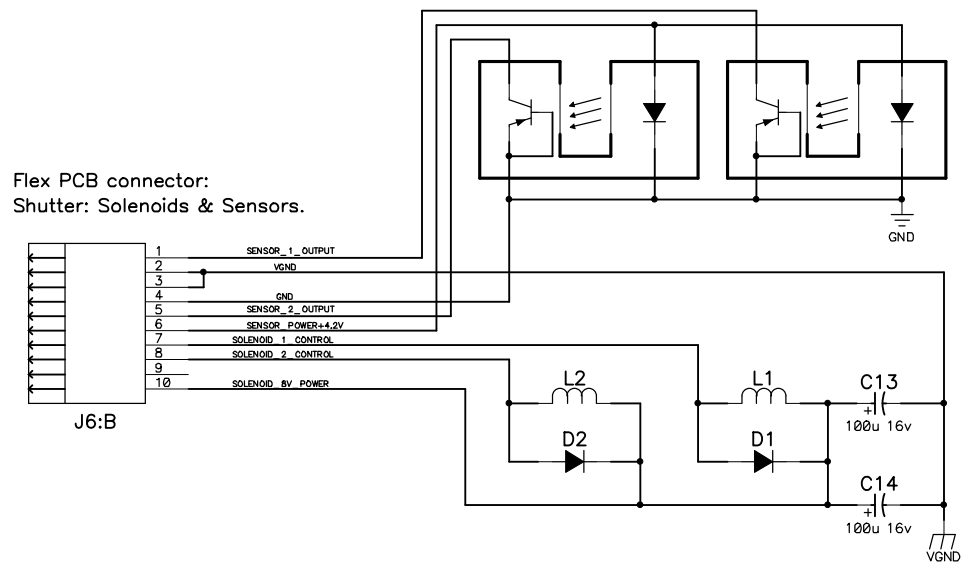 Flex PCB connector:
Shutter: Solenoids & Sensors.
GND
1 SENSOR_1_OUTPUT
2 VGND
3
4 GND
5 SENSOR_2_OUTPUT
6 SENSOR_POWER+4.2V
7 SOLENOID_1_CONTROL
8 SOLENOID_2_CONTROL
9
10 SOLENOID_8V_POWER
J6:B
L2
L1
C13
+
100u 16v
D2
D1
C14
+
100u 16v
VGND